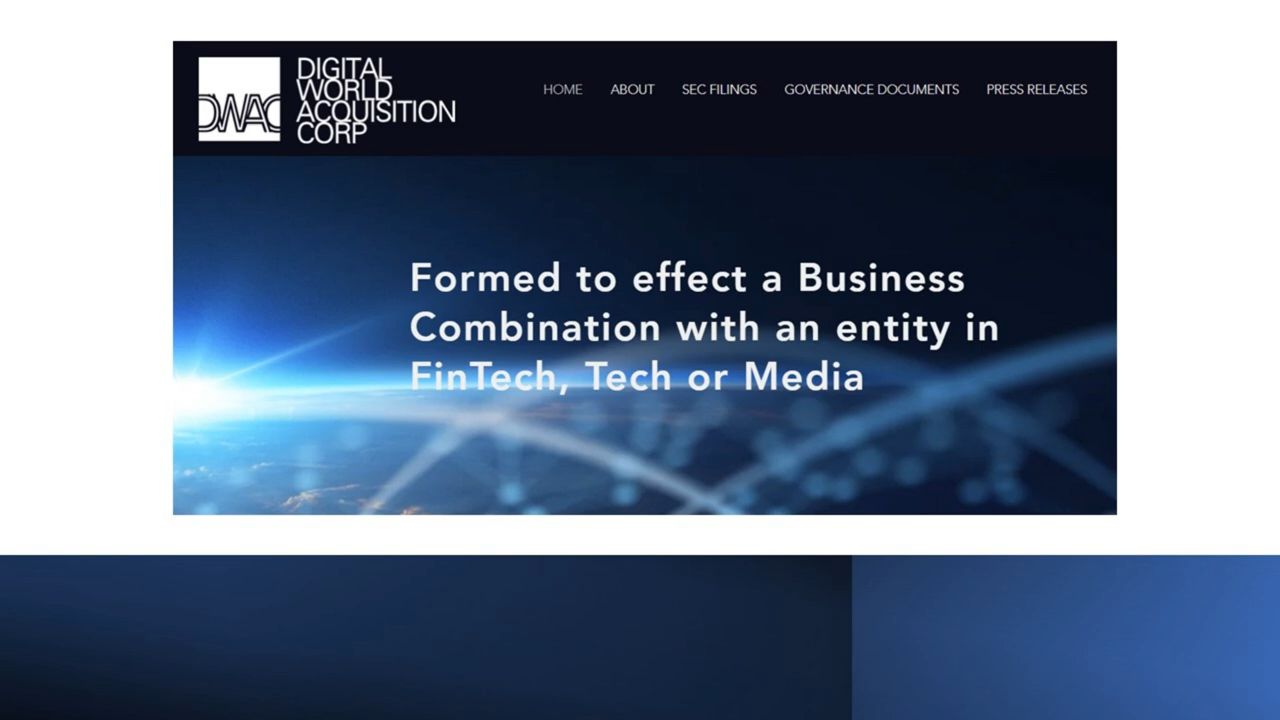 DWAC
DIGITAL
WORLD
ACQUISITION
CORP
HOME ABOUT SEC FILINGS GOVERNANCE DOCUMENTS PRESS RELEASES
Formed to effect a Business
Combination with an entity in
FinTech, Tech or Media